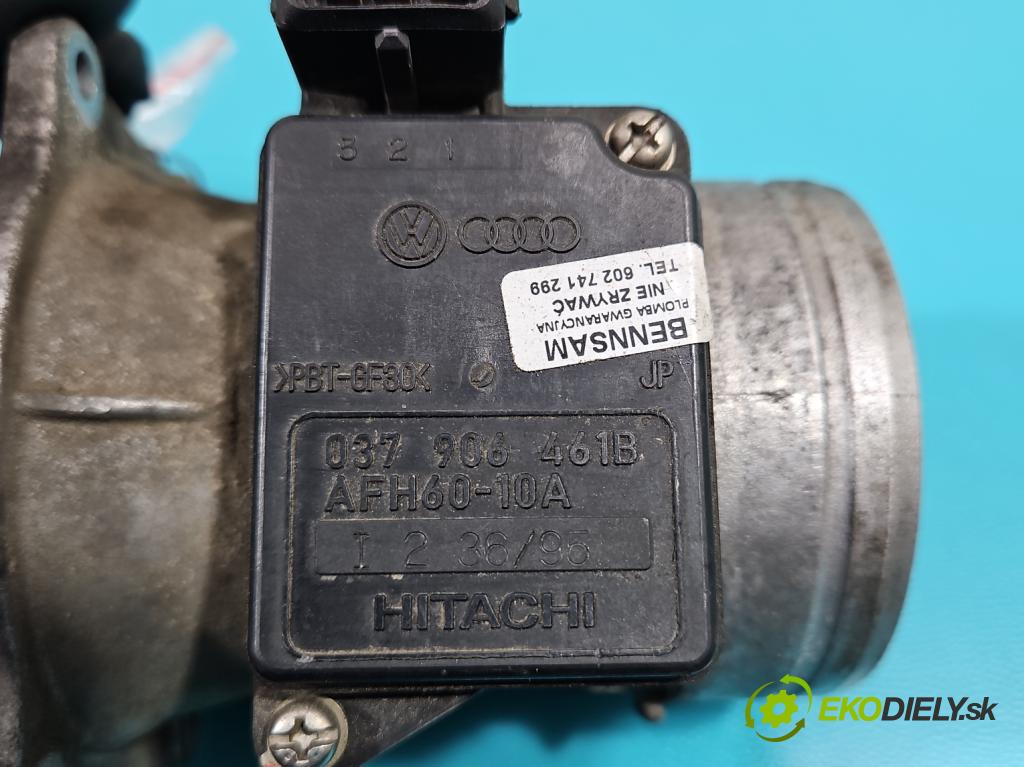 3 2 1
BENNSAM
PLOMBA GWARANCYJNA
NIE ZRYWAĆ
TEL. 602 741 299
>PBT-GF30<
JP
037 906 461B
AFH60-10A
I 2 36/95
HITACHI
EKODIELY.sk